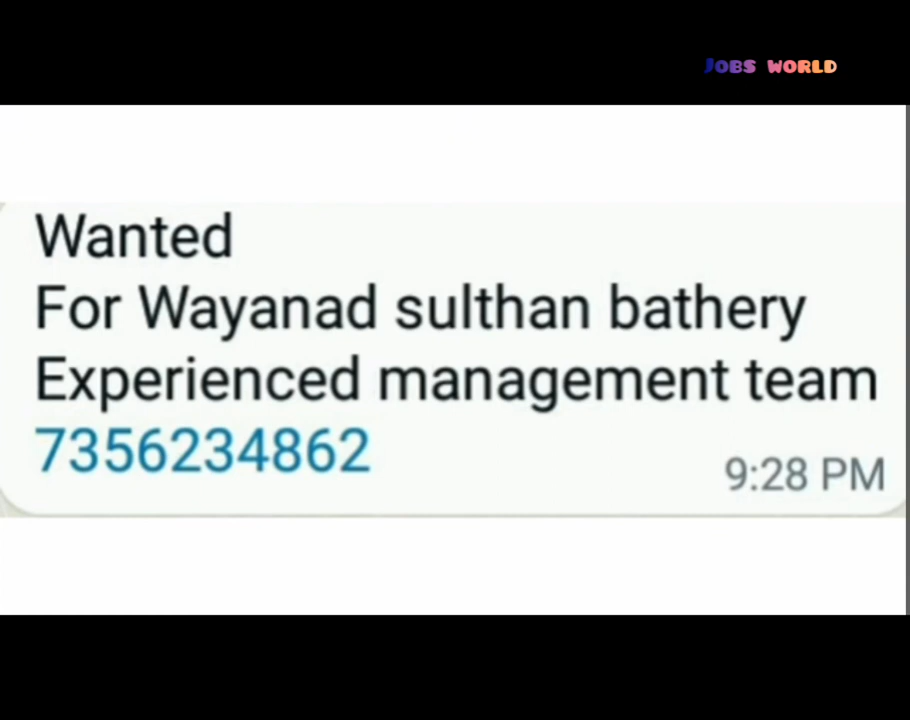 JOBS WORLD
Wanted
For Wayanad sulthan bathery
Experienced management team
7356234862
9:28 PM